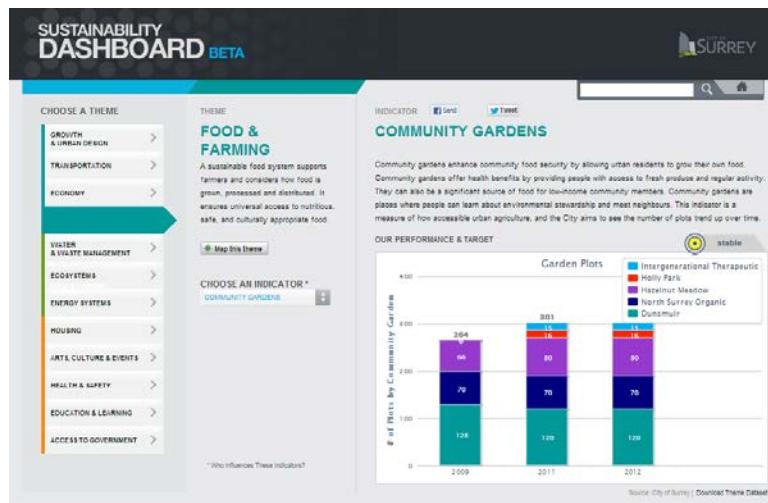 SUSTAINABILITY
DASHBOARD BETA
CITY OF
SURREY
CHOOSE A THEME
GROWTH
& URBAN DESIGN
TRANSPORTATION
ECONOMY
WATER
& WASTE MANAGEMENT
ECOSYSTEMS
ENERGY SYSTEMS
HOUSING
ARTS, CULTURE & EVENTS
HEALTH & SAFETY
EDUCATION & LEARNING
ACCESS TO GOVERNMENT
THEME
FOOD &
FARMING
A sustainable food system supports
farmers and considers how food is
grown, processed and distributed. It
ensures universal access to nutritious,
safe, and culturally appropriate food.
Map this theme
CHOOSE AN INDICATOR *
COMMUNITY GARDENS
* Who Influences These Indicators?
INDICATOR
Send
Tweet
COMMUNITY GARDENS
Community gardens enhance community food security by allowing urban residents to grow their own food.
Community gardens offer health benefits by providing people with access to fresh produce and regular activity.
They can also be a significant source of food for low-income community members. Community gardens are
places where people can learn about environmental stewardship and meet neighbours. This indicator is a
measure of how accessible urban agriculture, and the City aims to see the number of plots trend up over time.
OUR PERFORMANCE & TARGET
stable
Garden Plots
Intergenerational Therapeutic
Holly Park
Hazelnut Meadow
North Surrey Organic
Dunsmuir
# of Plots by Community Garden
400
300
200
100
0
264
66
70
128
301
15
16
80
70
120
15
16
80
70
120
2009
2011
2012
Source: City of Surrey | Download Theme Dataset